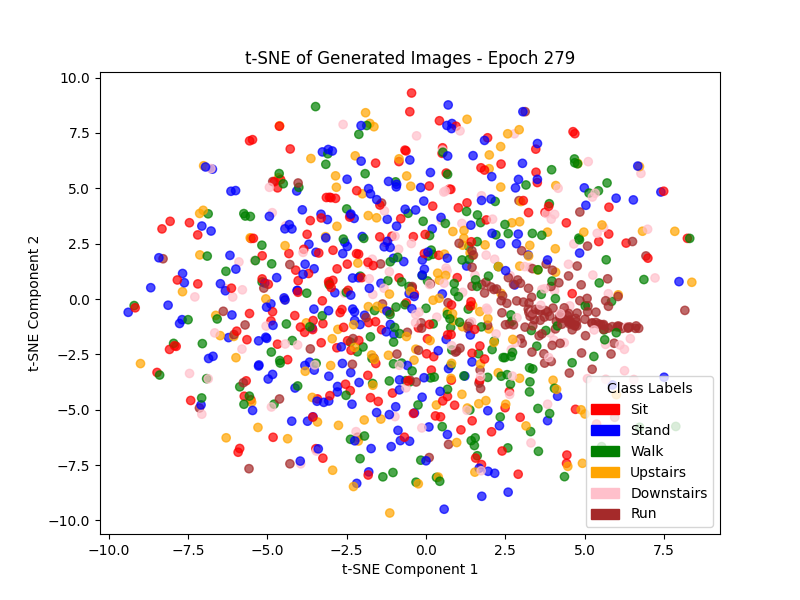 t-SNE of Generated Images - Epoch 279
10.0
7.5
5.0
2.5
0.0
−2.5
−5.0
−7.5
−10.0
t-SNE Component 2
−10.0 −7.5 −5.0 −2.5 0.0 2.5 5.0 7.5
t-SNE Component 1
Class Labels
Sit
Stand
Walk
Upstairs
Downstairs
Run